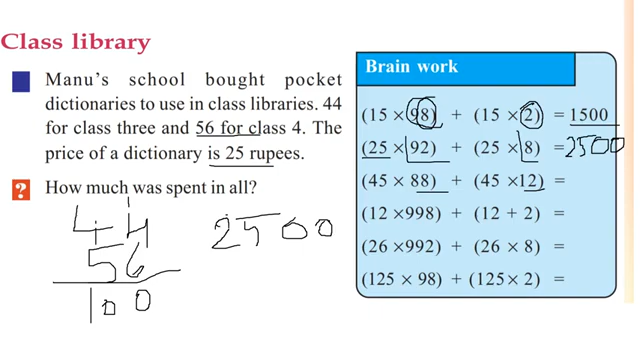 Class library
Manu's school bought pocket
dictionaries to use in class libraries. 44
for class three and 56 for class 4. The
price of a dictionary is 25 rupees.
? How much was spent in all?
1
44
56
100
2500
Brain work
(15 × 98) + (15 × 2) = 1500
(25 × 92) + (25 × 8) = 2500
(45 × 88) + (45 × 12) =
(12 ×998) + (12 + 2) =
(26 ×992) + (26 × 8) =
(125 × 98) + (125 × 2) =